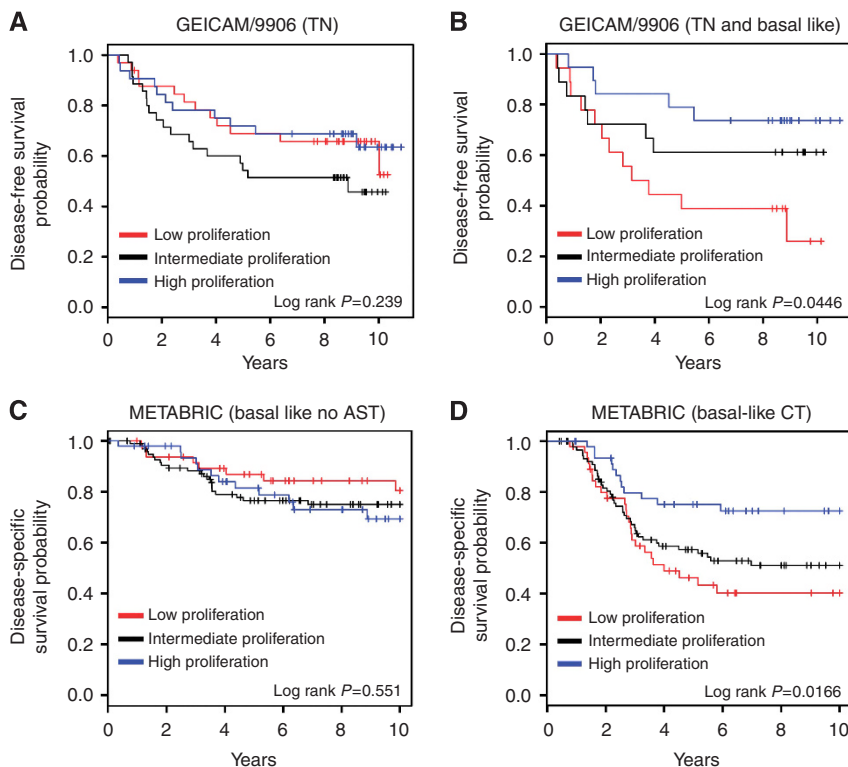 A
GEICAM/9906 (TN)
1.0
0.8
0.6
0.4
0.2
0.0
Disease-free survival
probability
Low proliferation
Intermediate proliferation
High proliferation
Log rank P=0.239
2
4
6
8
10
Years
B
GEICAM/9906 (TN and basal like)
1.0
0.8
0.6
0.4
0.2
0.0
Disease-free survival
probability
Low proliferation
Intermediate proliferation
High proliferation
Log rank P=0.0446
0
2
4
6
8
10
Years
C
METABRIC (basal like no AST)
1.0
0.8
0.6
0.4
0.2
0.0
Disease-specific
survival probability
Low proliferation
Intermediate proliferation
High proliferation
Log rank P=0.551
0
2
4
6
8
10
Years
D
METABRIC (basal-like CT)
1.0
0.8
0.6
0.4
0.2
0.0
Disease-specific
survival probability
Low proliferation
Intermediate proliferation
High proliferation
Log rank P=0.0166
0
2
4
6
8
10
Years